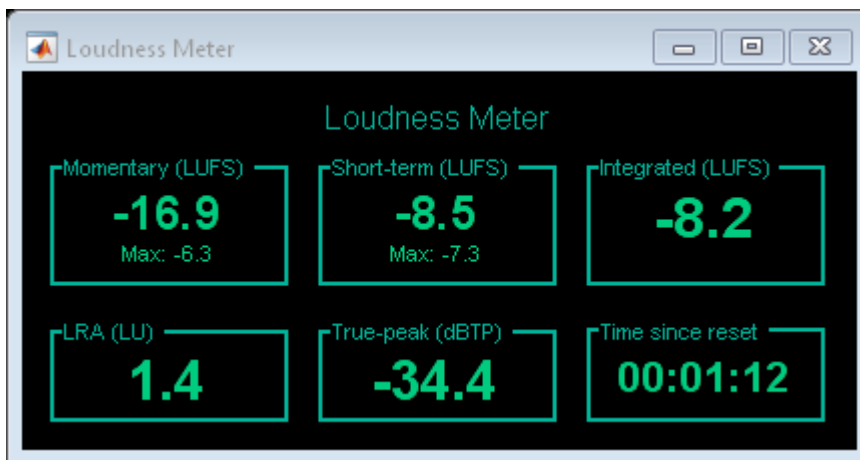 Loudness Meter
Loudness Meter
Momentary (LUFS)
-16.9
Max: -6.3
Short-term (LUFS)
-8.5
Max: -7.3
Integrated (LUFS)
-8.2
LRA (LU)
1.4
True-peak (dBTP)
-34.4
Time since reset
00:01:12